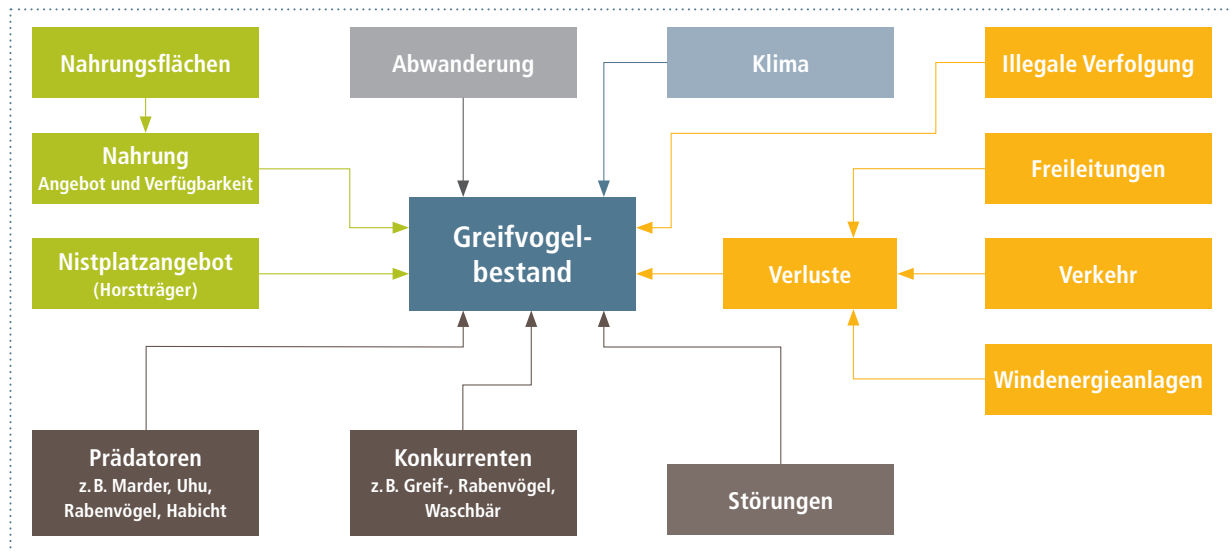 Nahrungsflächen
Abwanderung
Klima
Illegale Verfolgung
Nahrung
Angebot und Verfügbarkeit
Freileitungen
Greifvogel-
bestand
Nistplatzangebot
(Horstträger)
Verluste
Verkehr
Windenergieanlagen
Prädatoren
z. B. Marder, Uhu,
Rabenvögel, Habicht
Konkurrenten
z. B. Greif-, Rabenvögel,
Waschbär
Störungen